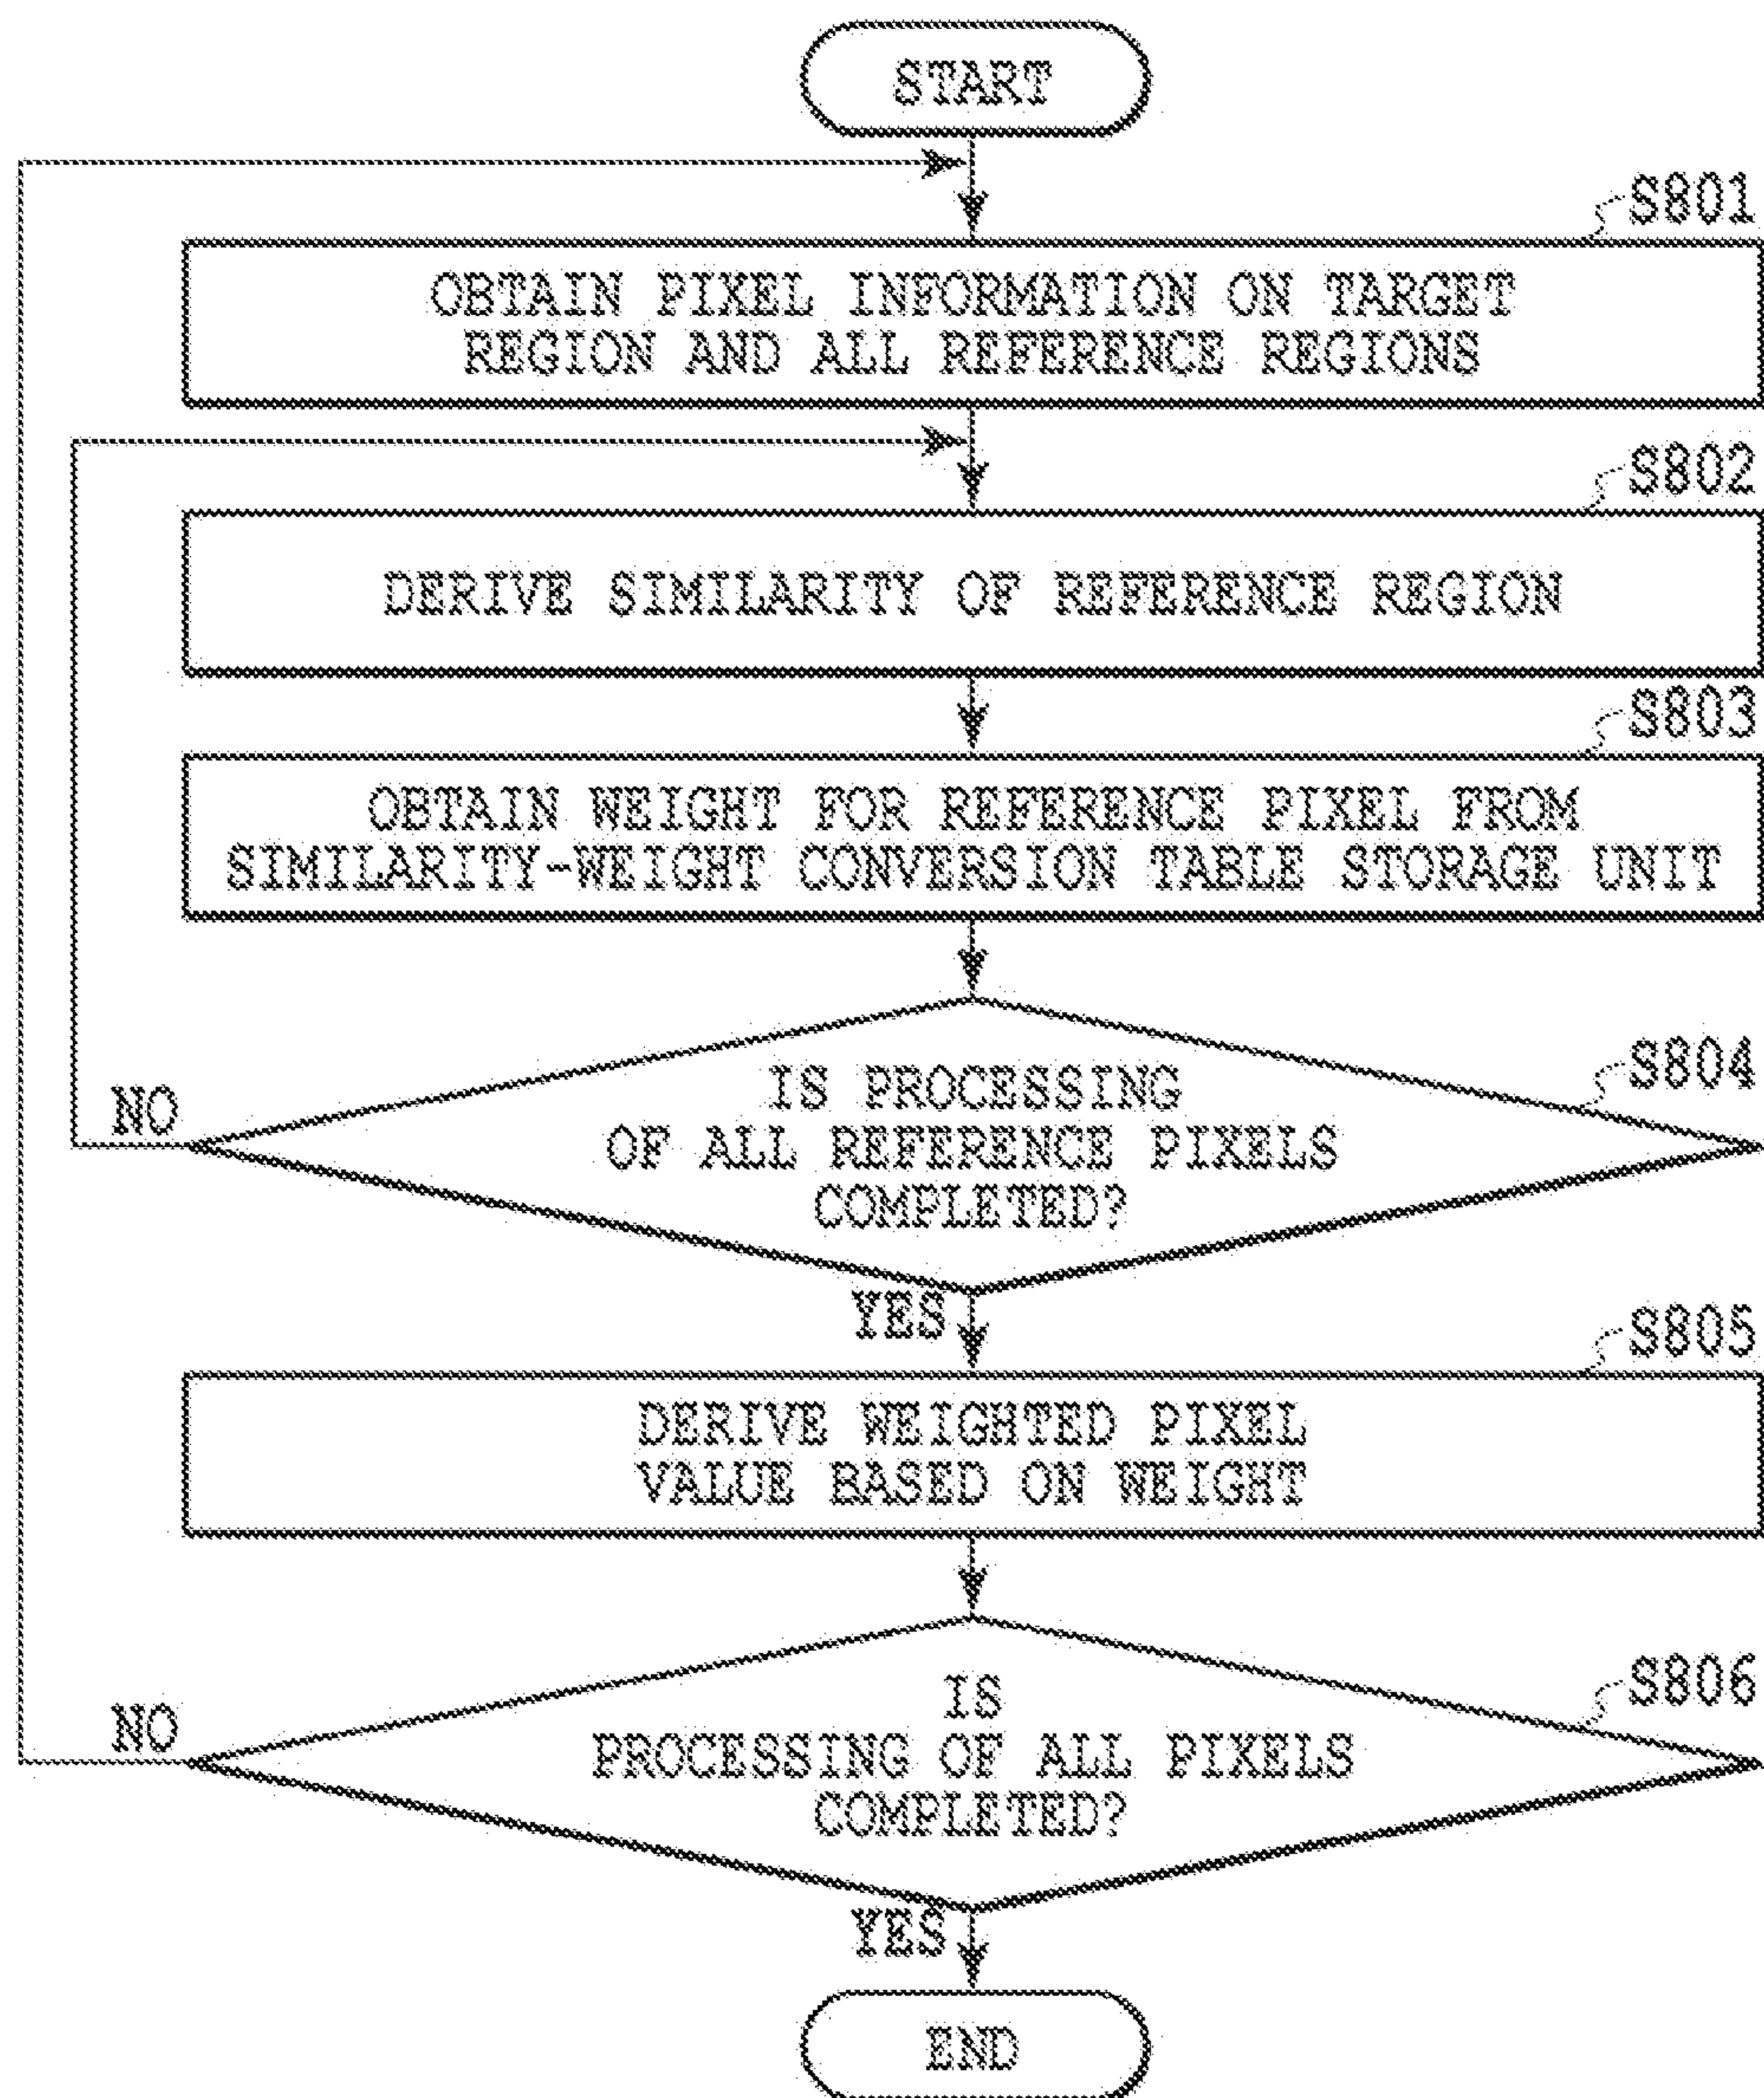 START
S801
OBTAIN PIXEL INFORMATION ON TARGET
REGION AND ALL REFERENCE REGIONS
S802
DERIVE SIMILARITY OF REFERENCE REGION
S803
OBTAIN WEIGHT FOR REFERENCE PIXEL FROM
SIMILARITY-WEIGHT CONVERSION TABLE STORAGE UNIT
S804
IS PROCESSING
NO
OF ALL REFERENCE PIXELS
COMPLETED?
YES
S805
DERIVE WEIGHTED PIXEL
VALUE BASED ON WEIGHT
S806
IS
NO
PROCESSING OF ALL PIXELS
COMPLETED?
YES
END